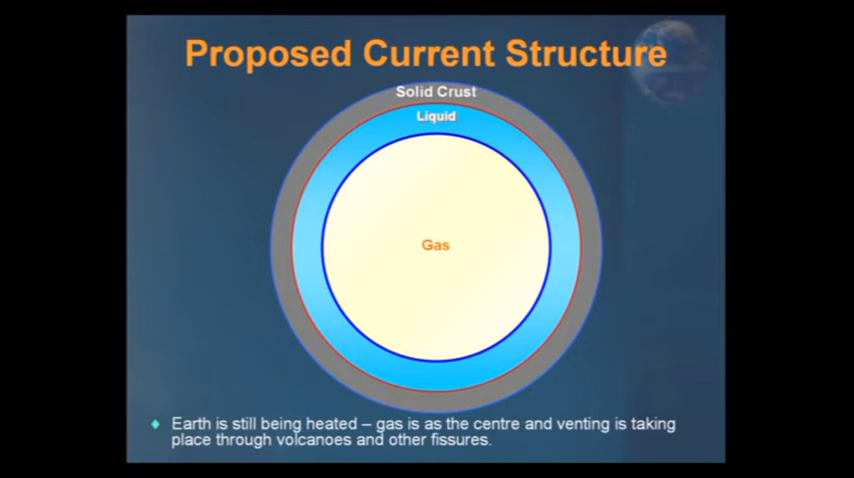 Proposed Current Structure
Solid Crust
Liquid
Gas
Earth is still being heated – gas is as the centre and venting is taking
place through volcanoes and other fissures.